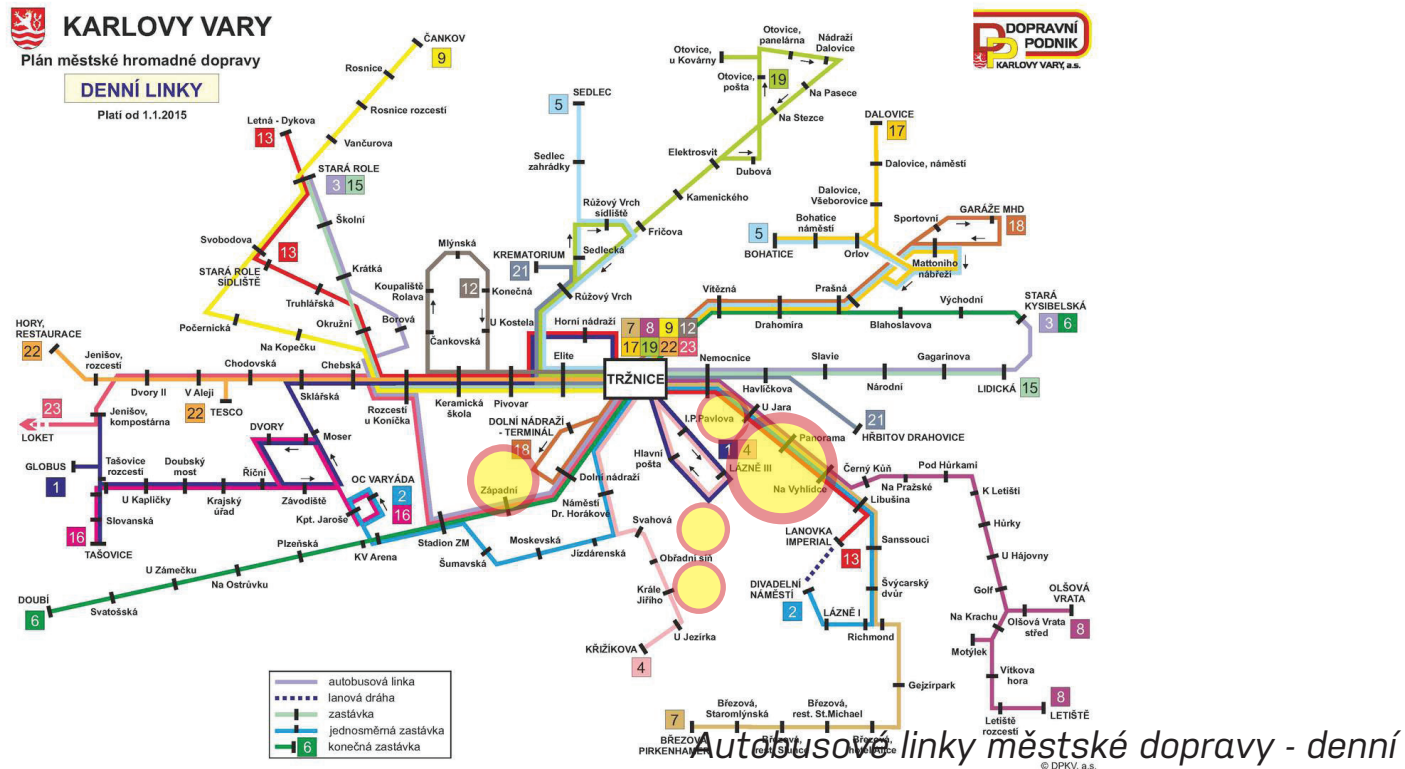 KARLOVY VARY
Plán městské hromadné dopravy
DENNÍ LINKY
Platí od 1.1.2015
DOPRAVNÍ
PODNIK
KARLOVY VARY, a.s.
ČANKOV
9
Rosnice
Rosnice rozcestí
Vančurova
Letná - Dykova
13
STARÁ ROLE
3 15
Školní
Svobodova
13
STARÁ ROLE
SÍDLIŠTĚ
Krátká
Truhlářská
Borová
Okružní
Počernická
Na Kopečku
HORY,
RESTAURACE
22
Jenišov,
rozcestí
Dvory II
V Aleji
Chodovská
22
TESCO
Sklářská
Chebská
Rozcestí
u Koníčka
Keramická
škola
Pivovar
Elite
Mlýnská
Koupaliště
Rolava
12
Konečná
Čankovská
U Kostela
Horní nádraží
KREMATORIUM
21
Růžový Vrch
Sedlecká
Růžový Vrch
sídliště
5
SEDLEC
Sedlec
zahrádky
Fričova
Kamenického
Elektrosvit
Dubová
Na Stezce
Na Pasece
Otovice,
u Kovárny
Otovice,
panelárna
Nádraží
Dalovice
Otovice,
pošta
19
DALOVICE
17
Dalovice, náměstí
Dalovice,
Všeborovice
Bohatice
náměstí
5
BOHATICE
Orlov
Sportovní
GARÁŽE MHD
18
Mattoniho
nábřeží
Prašná
Vítězná
Drahomíra
Blahoslavova
Východní
STARÁ
KYSIBELSKÁ
3 6
7 8 9 12
17 19 22 23
TRŽNICE
Nemocnice
Havlíčkova
Slavie
Národní
Gagarinova
LIDICKÁ
15
21
HŘBITOV DRAHOVICE
I.P.Pavlova
U Jara
Panorama
Na Vyhlídce
Černý Kůň
Libušina
Na Pražské
Pod Hůrkami
K Letišti
Hůrky
U Hájovny
Golf
OLŠOVÁ
VRATA
8
Olšová Vrata
střed
Na Krachu
Motýlek
Vítkova
hora
8
LETIŠTĚ
Letiště
rozcestí
1 4
LÁZNĚ III
Hlavní
pošta
DOLNÍ NÁDRAŽÍ
- TERMINÁL
18
Dolní nádraží
Západní
Náměstí
Dr. Horákové
23
LOKET
Jenišov,
kompostárna
GLOBUS
1
Tašovice
rozcestí
Doubský
most
U Kapličky
Krajský
úřad
Říční
Závodiště
DVORY
Moser
Slovanská
16
TAŠOVICE
OC VARYÁDA
2
16
Kpt. Jaroše
KV Arena
Stadion ZM
Šumavská
Moskevská
Jízdárenská
Plzeňská
Na Ostrůvku
U Zámečku
Svatošská
DOUBÍ
6
Svahová
Obřadní síň
Krále
Jiřího
U Jezírka
KŘIŽÍKOVA
4
LANOVKA
IMPERIAL
13
DIVADELNÍ
NÁMĚSTÍ
2
LÁZNĚ I
Sanssouci
Švýcarský
dvůr
Richmond
Gejzírpark
7
BŘEZOVÁ
PIRKENHAMER
Březová,
Staromlýnská
Březová,
rest. Slunce
Březová,
rest. St.Michael
Březová,
hotel Alice
autobusová linka
lanová dráha
zastávka
jednosměrná zastávka
6
konečná zastávka
Autobusové linky městské dopravy - denní
© DPKV, a.s.